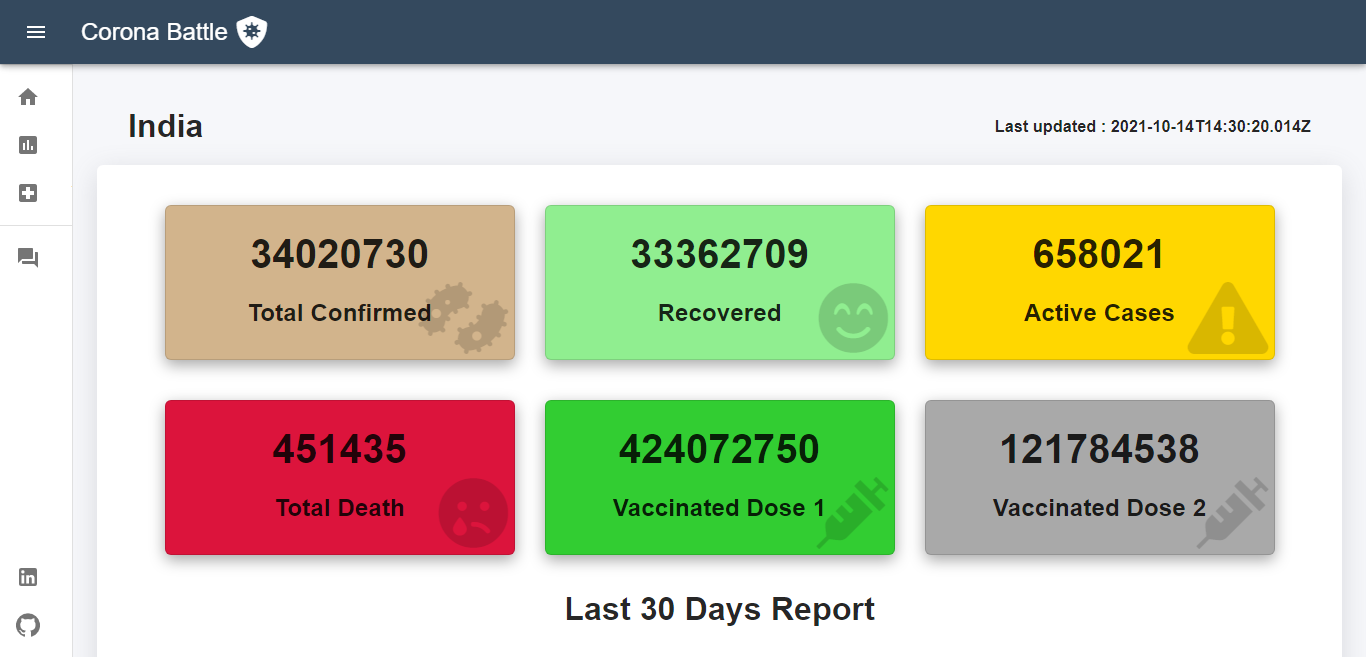 Corona Battle
India
Last updated : 2021-10-14T14:30:20.014Z
34020730
Total Confirmed
33362709
Recovered
658021
Active Cases
451435
Total Death
424072750
Vaccinated Dose 1
121784538
Vaccinated Dose 2
Last 30 Days Report